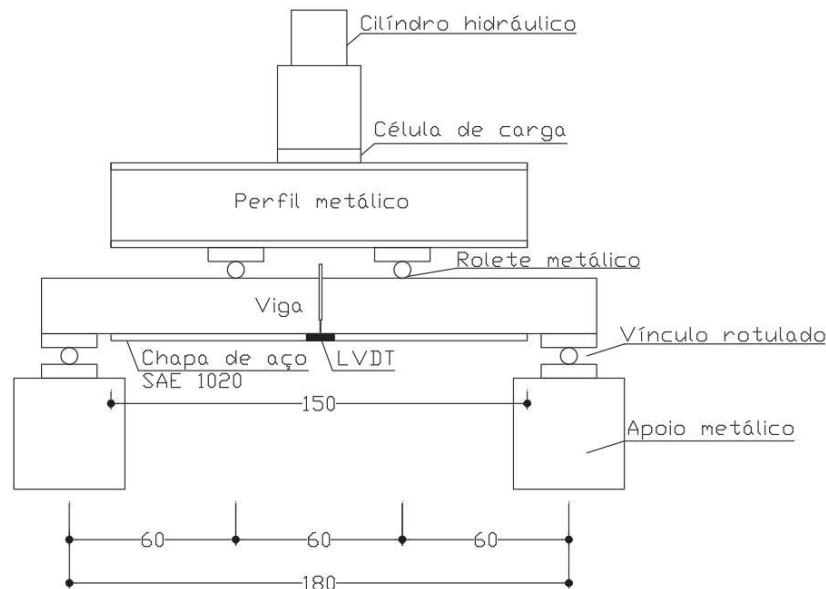 Cilíndro hidráulico
Célula de carga
Perfil metálico
Rolete metálico
Viga
Vínculo rotulado
Chapa de aço
SAE 1020
LVDT
150
Apoio metálico
60
60
60
180